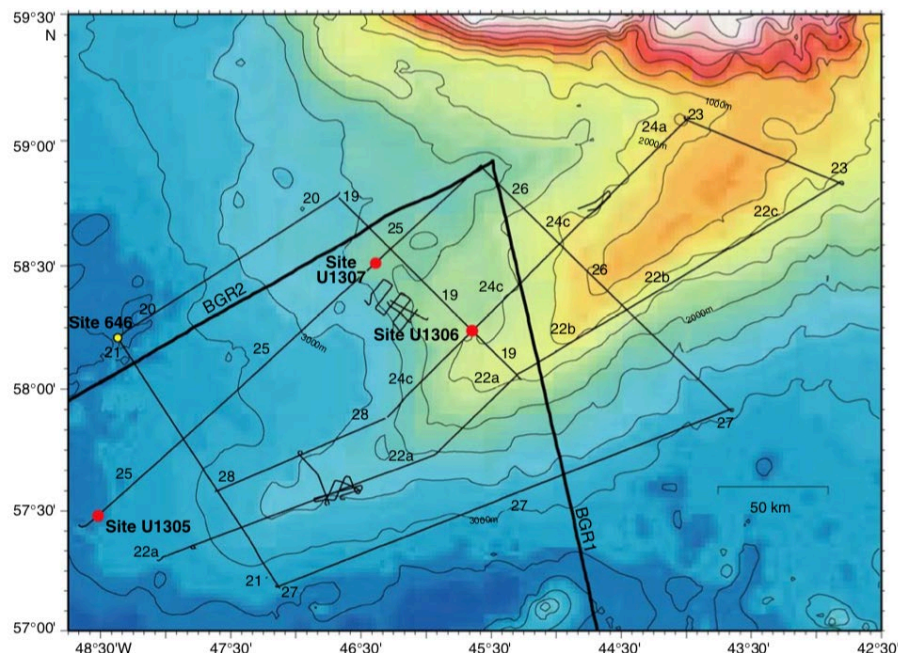 59°30'
N
1000m
23
24a
2000m
59°00'
23
26
20
19
22c
24c
25
58°30'
Site
U1307
26
22b
24c
19
BGR2
20
2000m
Site 646
Site U1306
22b
3000m
21
25
19
22a
24c
58°00'
28
27
22a
25
28
50 km
57°30'
27
Site U1305
3000m
BGR1
22a
21
27
57°00'
48°30'W
47°30'
46°30'
45°30'
44°30'
43°30'
42°30'